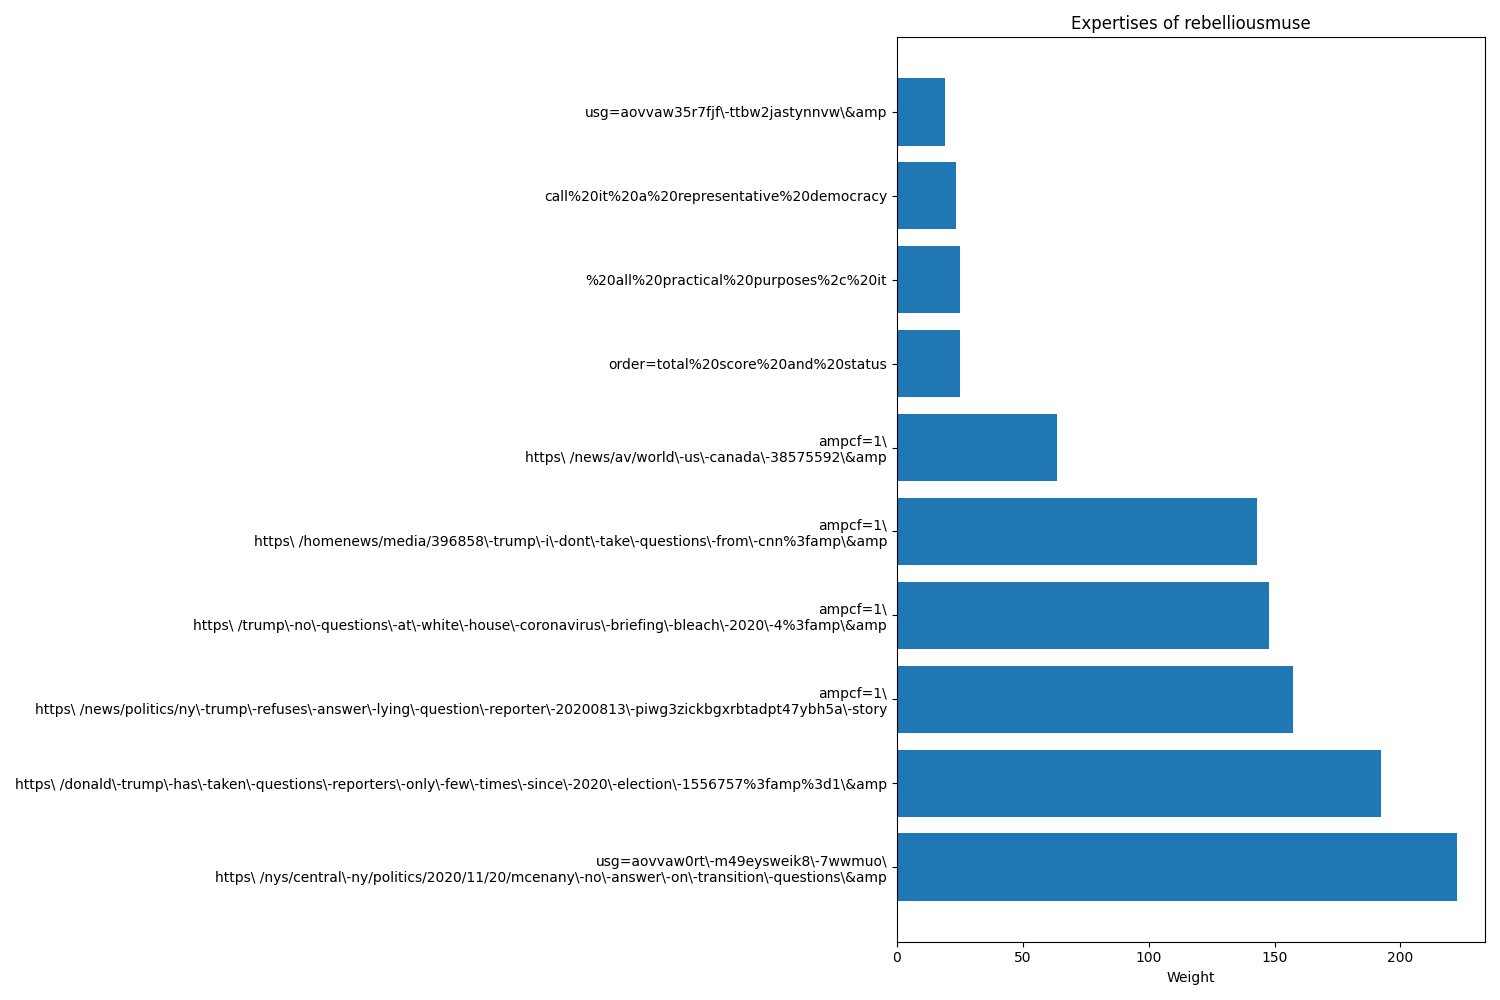 Expertises of rebelliousmuse
usg=aovvaw35r7fjf\-ttbw2jastynnvw\&amp
call%20it%20a%20representative%20democracy
%20all%20practical%20purposes%2c%20it
order=total%20score%20and%20status
ampcf=1\
https\ /news/av/world\-us\-canada\-38575592\&amp
ampcf=1\
https\ /homenews/media/396858\-trump\-i\-dont\-take\-questions\-from\-cnn%3famp\&amp
ampcf=1\
https\ /trump\-no\-questions\-at\-white\-house\-coronavirus\-briefing\-bleach\-2020\-4%3famp\&amp
ampcf=1\
https\ /news/politics/ny\-trump\-refuses\-answer\-lying\-question\-reporter\-20200813\-piwg3zickbgxrbtadpt47ybh5a\-story
https\ /donald\-trump\-has\-taken\-questions\-reporters\-only\-few\-times\-since\-2020\-election\-1556757%3famp%3d1\&amp
usg=aovvaw0rt\-m49eysweik8\-7wwmuo\
https\ /nys/central\-ny/politics/2020/11/20/mcenany\-no\-answer\-on\-transition\-questions\&amp
0 50 100 150 200
Weight